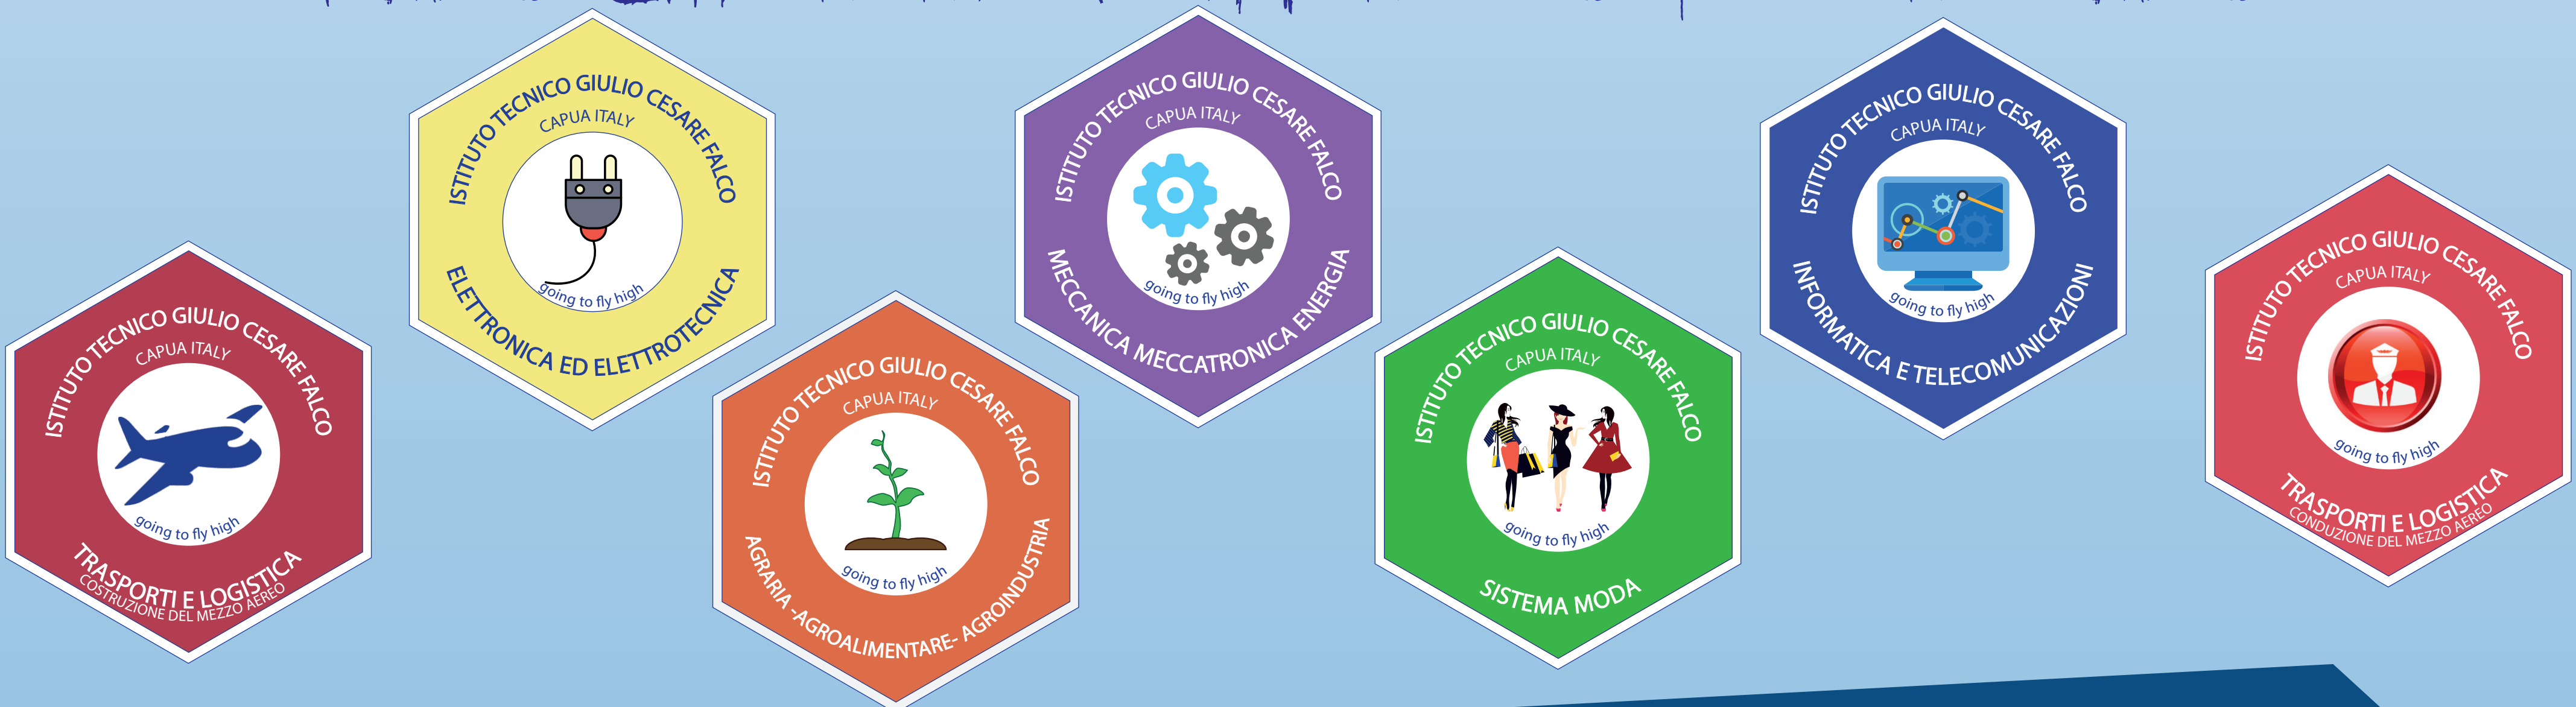 ISTITUTO TECNICO GIULIO CESARE FALCO
CAPUA ITALY
going to fly high
TRASPORTI E LOGISTICA
COSTRUZIONE DEL MEZZO AEREO
ISTITUTO TECNICO GIULIO CESARE FALCO
CAPUA ITALY
going to fly high
ELETTRONICA ED ELETTROTECNICA
ISTITUTO TECNICO GIULIO CESARE FALCO
CAPUA ITALY
going to fly high
AGRARIA -AGROALIMENTARE- AGROINDUSTRIA
ISTITUTO TECNICO GIULIO CESARE FALCO
CAPUA ITALY
going to fly high
MECCANICA MECCATRONICA ENERGIA
ISTITUTO TECNICO GIULIO CESARE FALCO
CAPUA ITALY
going to fly high
SISTEMA MODA
ISTITUTO TECNICO GIULIO CESARE FALCO
CAPUA ITALY
going to fly high
INFORMATICA E TELECOMUNICAZIONI
ISTITUTO TECNICO GIULIO CESARE FALCO
CAPUA ITALY
going to fly high
TRASPORTI E LOGISTICA
CONDUZIONE DEL MEZZO AEREO